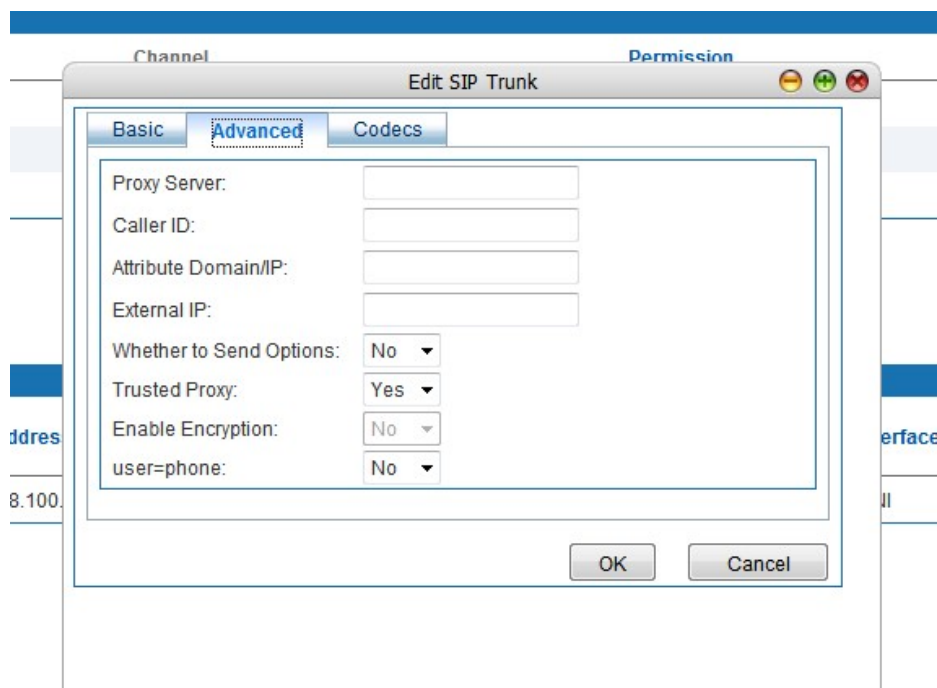 Channel Permission
Edit SIP Trunk
Basic Advanced Codecs
Proxy Server:
Caller ID:
Attribute Domain/IP:
External IP:
Whether to Send Options: No
Trusted Proxy: Yes
ddres Enable Encryption: No erface
user=phone: No
8.100.
OK Cancel